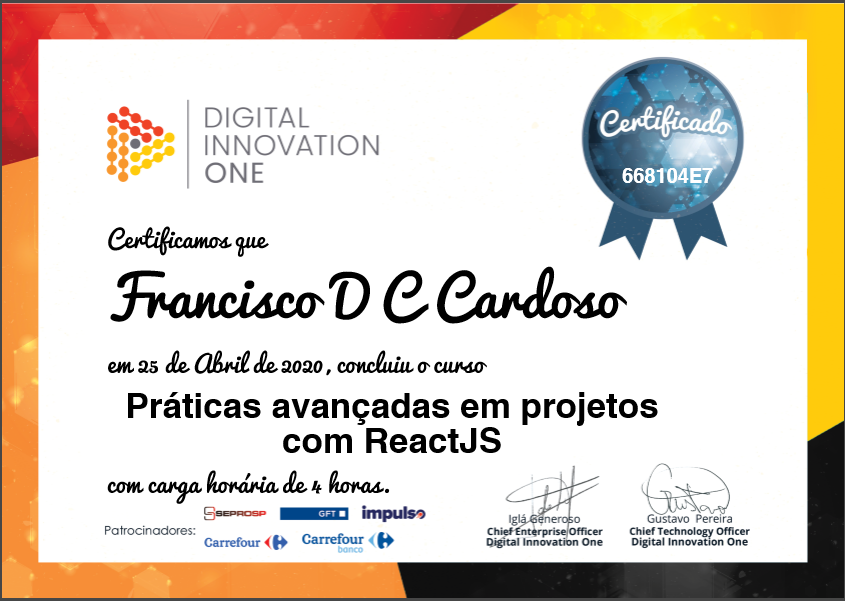 DIGITAL
INNOVATION
ONE
Certificado
668104E7
Certificamos que
Francisco D C Cardoso
em 25 de Abril de 2020, concluiu o curso
Práticas avançadas em projetos
com ReactJS
com carga horária de 4 horas.
Patrocinadores:
SEPROSP
GFT
impulso
Carrefour
Carrefour
banco
Iglá Generoso
Chief Enterprise Officer
Digital Innovation One
Gustavo Pereira
Chief Technology Officer
Digital Innovation One